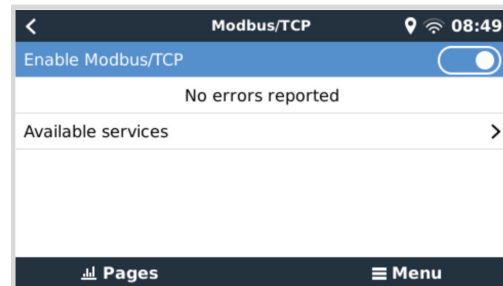 Modbus/TCP 08:49
Enable Modbus/TCP
No errors reported
Available services
Pages Menu